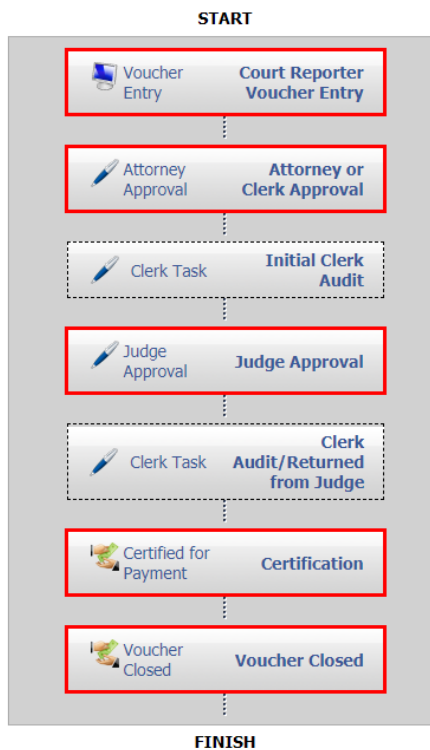 START
Voucher
Entry
Court Reporter
Voucher Entry
Attorney
Approval
Attorney or
Clerk Approval
Clerk Task
Initial Clerk
Audit
Judge
Approval
Judge Approval
Clerk Task
Clerk
Audit/Returned
from Judge
Certified for
Payment
Certification
Voucher
Closed
Voucher Closed
FINISH